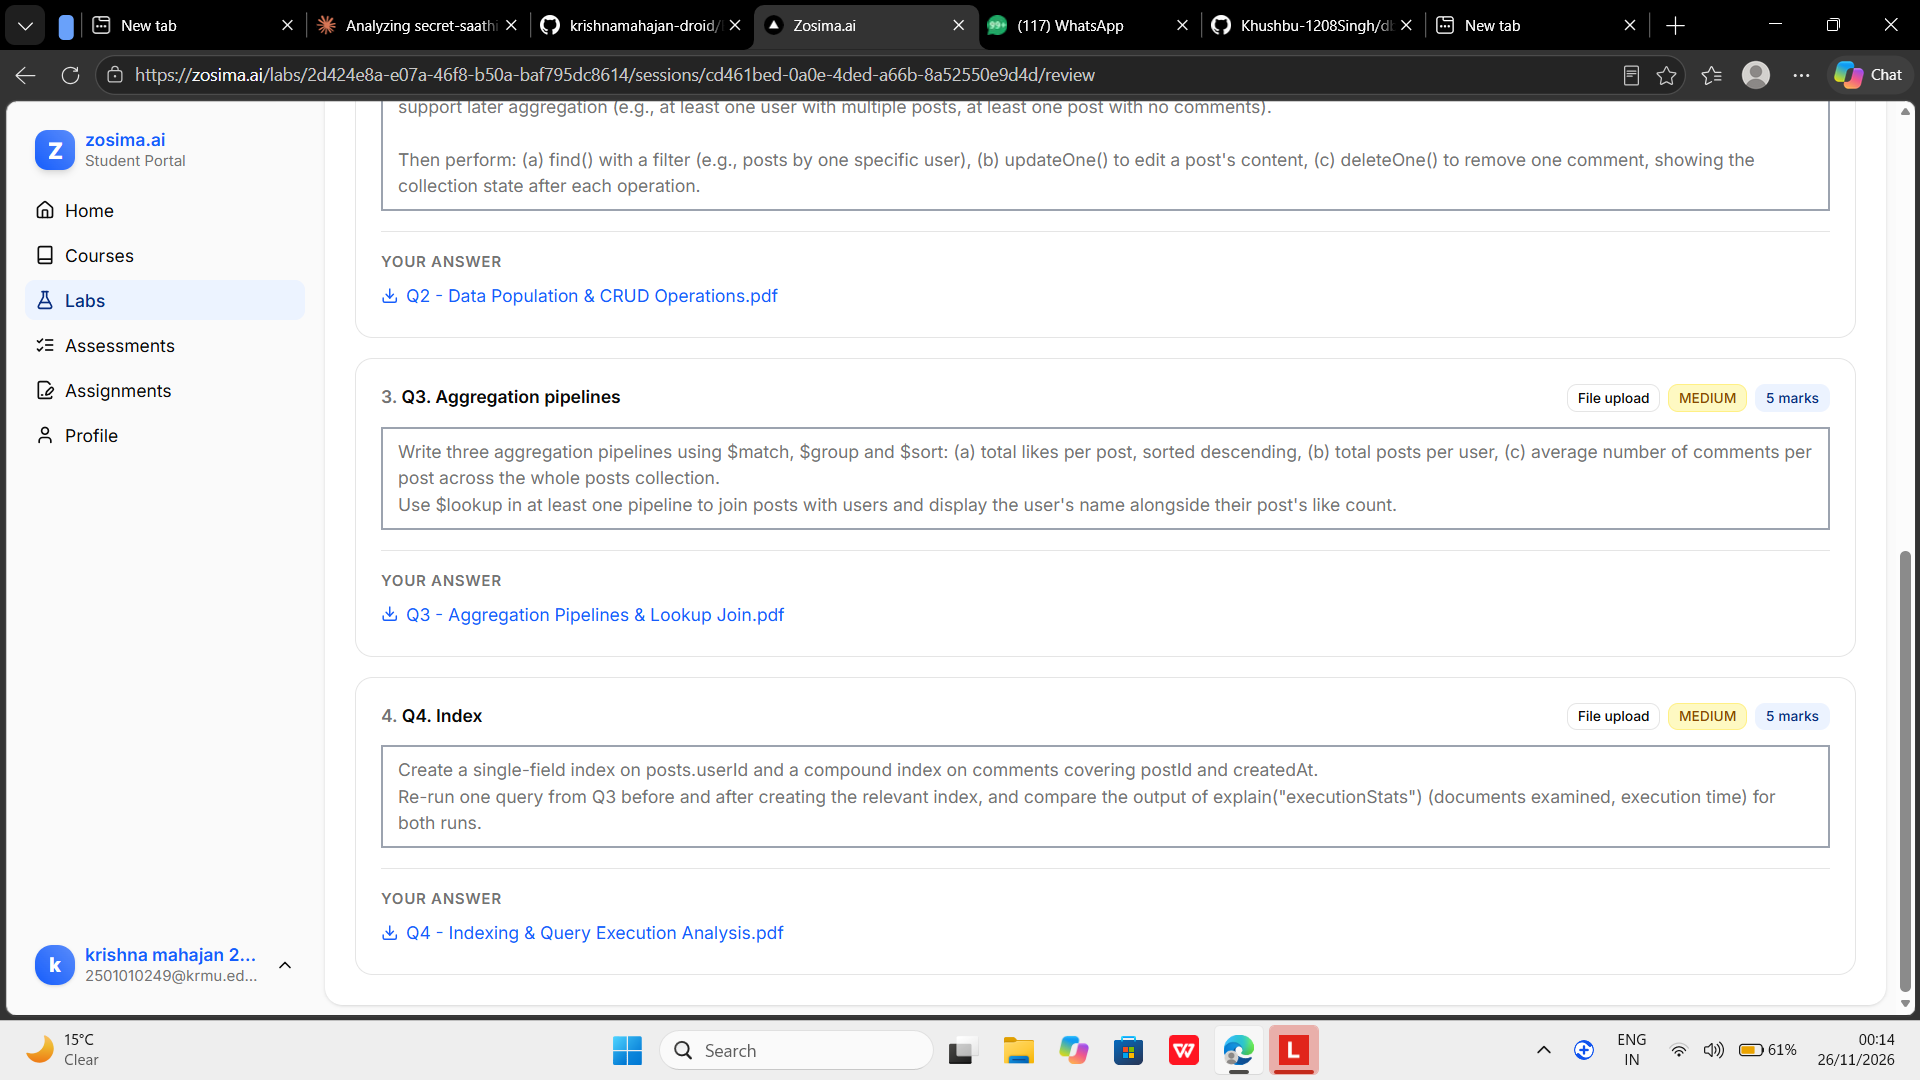 New tab
Analyzing secret-saathi
krishnamahajan-droid/
Zosima.ai
(117) WhatsApp
Khushbu-1208Singh/db
New tab
https://zosima.ai/labs/2d424e8a-e07a-46f8-b50a-baf795dc8614/sessions/cd461bed-0a0e-4ded-a66b-8a52550e9d4d/review
Chat
Z
zosima.ai
Student Portal
Home
Courses
Labs
Assessments
Assignments
Profile
support later aggregation (e.g., at least one user with multiple posts, at least one post with no comments).
Then perform: (a) find() with a filter (e.g., posts by one specific user), (b) updateOne() to edit a post's content, (c) deleteOne() to remove one comment, showing the
collection state after each operation.
YOUR ANSWER
Q2 - Data Population & CRUD Operations.pdf
3. Q3. Aggregation pipelines
File upload
MEDIUM
5 marks
Write three aggregation pipelines using $match, $group and $sort: (a) total likes per post, sorted descending, (b) total posts per user, (c) average number of comments per
post across the whole posts collection.
Use $lookup in at least one pipeline to join posts with users and display the user's name alongside their post's like count.
YOUR ANSWER
Q3 - Aggregation Pipelines & Lookup Join.pdf
4. Q4. Index
File upload
MEDIUM
5 marks
Create a single-field index on posts.userId and a compound index on comments covering postId and createdAt.
Re-run one query from Q3 before and after creating the relevant index, and compare the output of explain("executionStats") (documents examined, execution time) for
both runs.
YOUR ANSWER
Q4 - Indexing & Query Execution Analysis.pdf
k
krishna mahajan 2...
2501010249@krmu.ed...
15°C
Clear
Search
ENG
IN
61%
00:14
26/11/2026